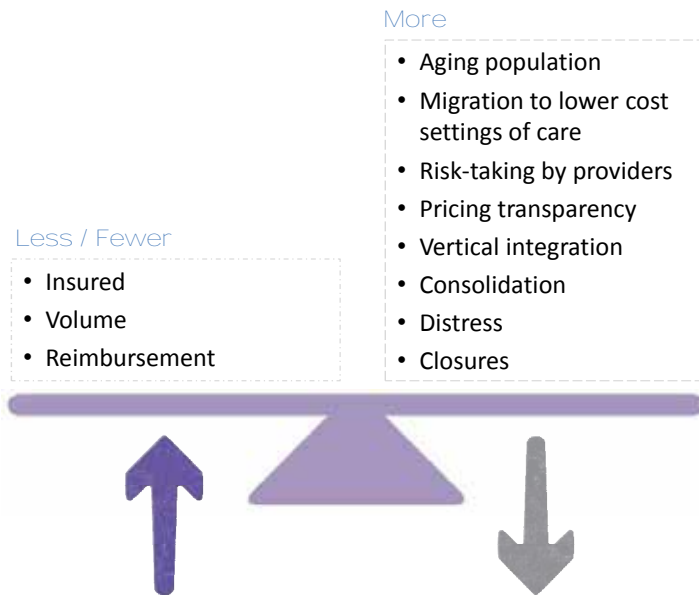 More
• Aging population
• Migration to lower cost
settings of care
• Risk-taking by providers
• Pricing transparency
• Vertical integration
• Consolidation
• Distress
• Closures
Less / Fewer
• Insured
• Volume
• Reimbursement